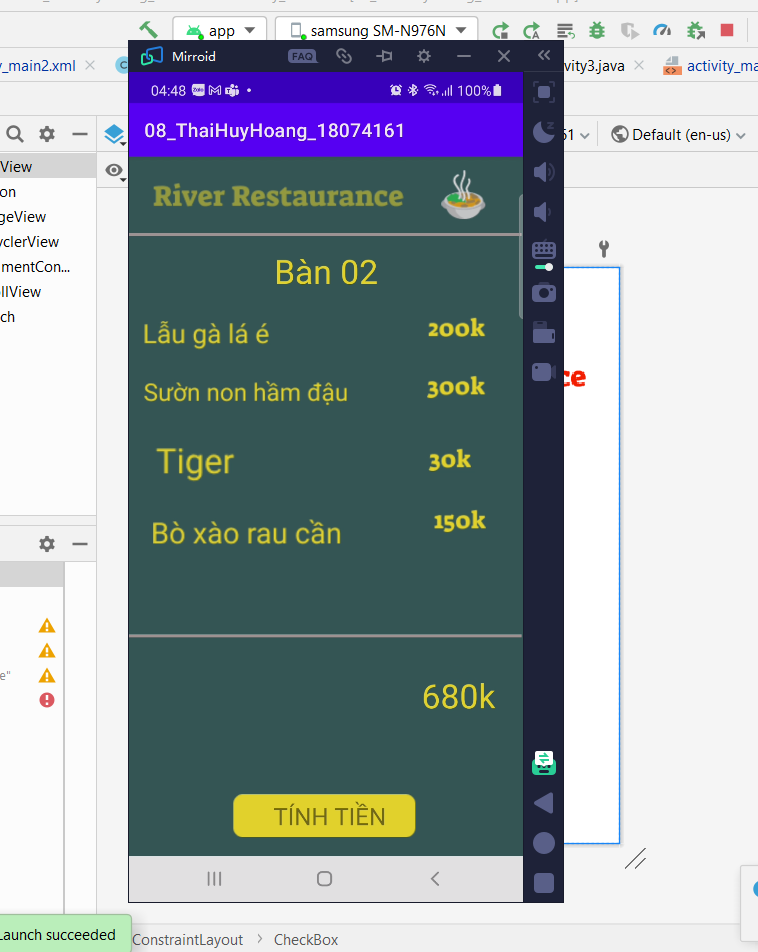 app
samsung SM-N976N
y_main2.xml
Mirroid
FAQ
vity3.java
activity_ma
04:48
100%
51
Default (en-us)
08_ThaiHuyHoang_18074161
View
on
geView
yclerView
mentCon...
llView
ch
River Restaurance
Bàn 02
Lẫu gà lá é
200k
Sườn non hầm đậu
300k
ce
Tiger
30k
Bò xào rau cần
150k
e"
680k
TÍNH TIỀN
Launch succeeded
ConstraintLayout
CheckBox